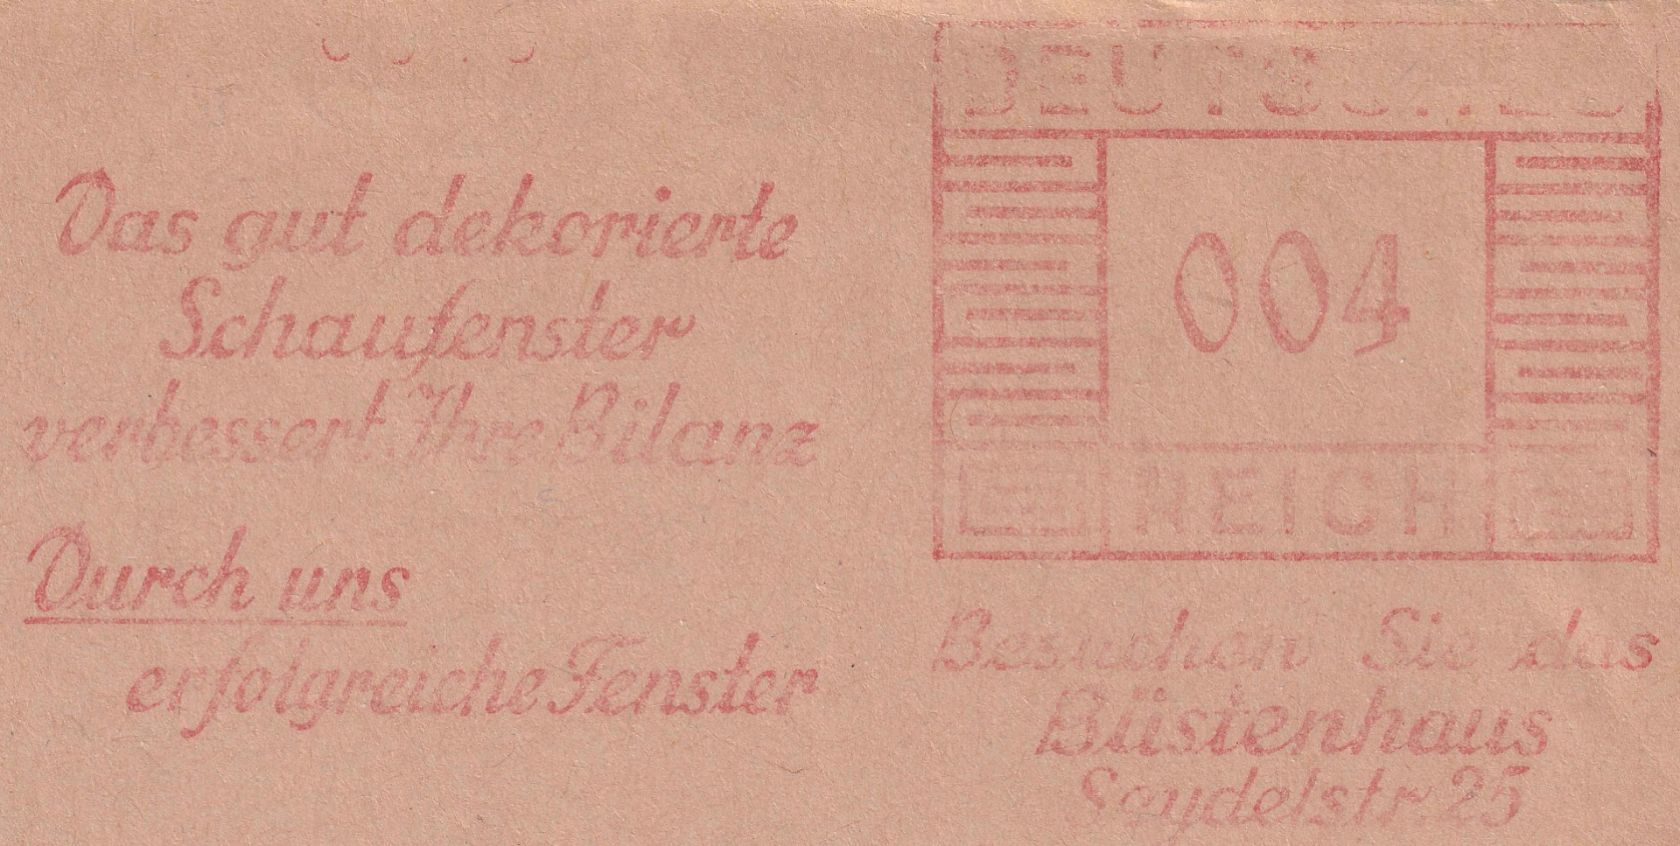 Das gut dekorierte
Schaufenster
verbessert Ihre Bilanz
Durch uns
erfolgreiche Fenster
DEUTSCHES
004
REICH
Besuchen Sie das
Büstenhaus
Seydelstr. 25